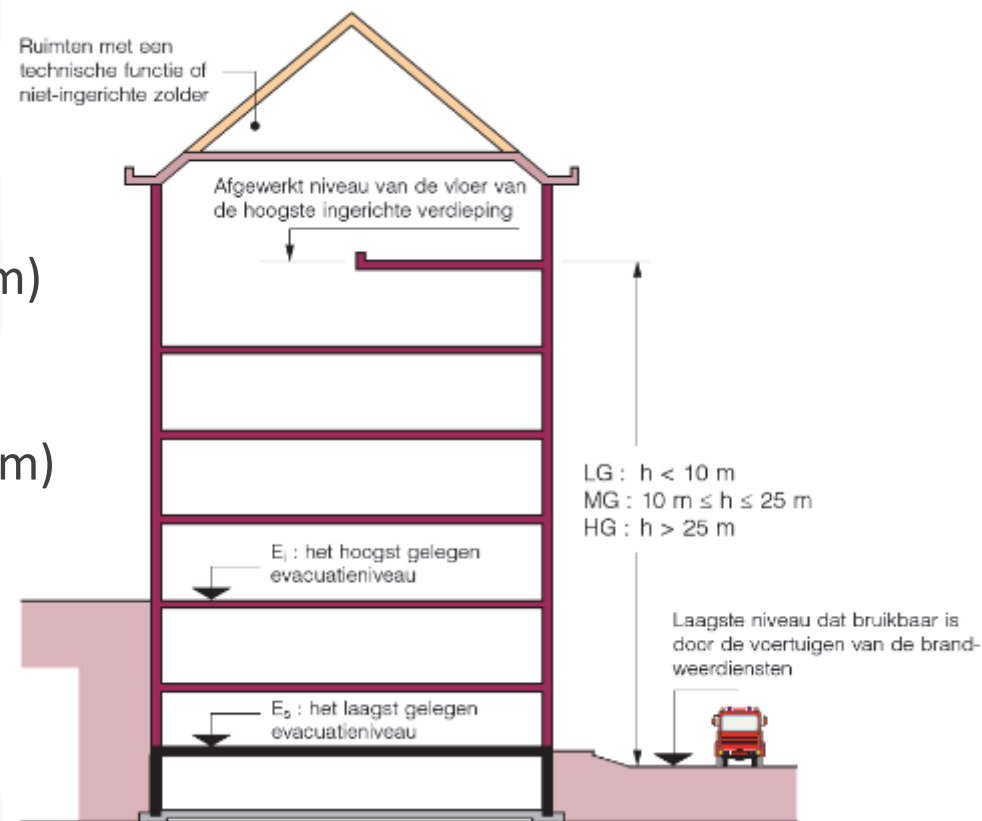 Ruimten met een
technische functie of
niet-ingerichte zolder
Afgewerkt niveau van de vloer van
de hoogste ingerichte verdieping
m)
m)
LG : h < 10 m
MG : 10 m ≤ h ≤ 25 m
HG : h > 25 m
Ei : het hoogst gelegen
evacuatieniveau
Laagste niveau dat bruikbaar is
door de voertuigen van de brand-
weerdiensten
Es : het laagst gelegen
evacuatieniveau